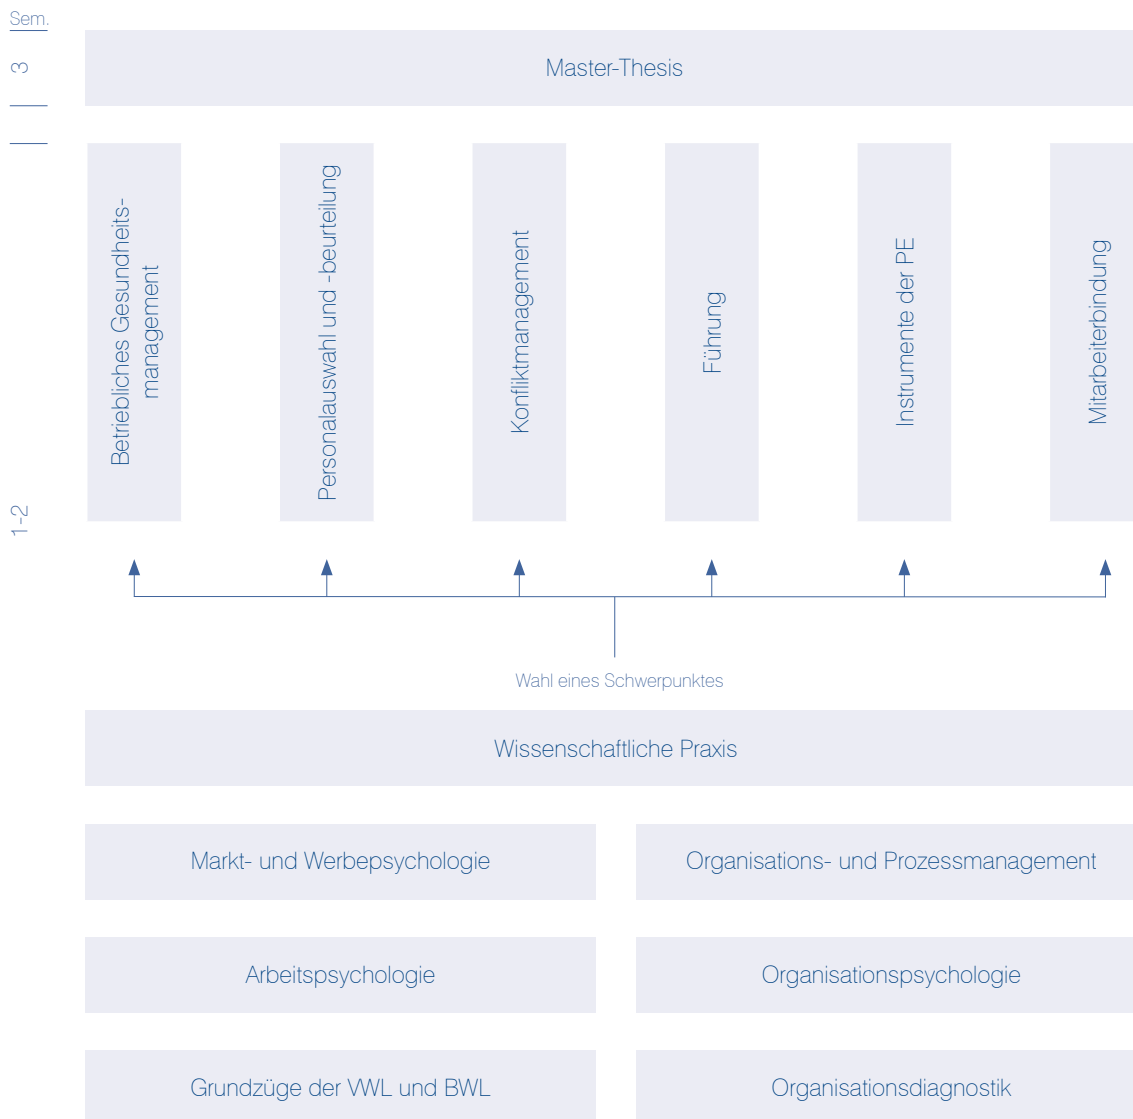 Sem.
3
Master-Thesis
Betriebliches Gesundheits-
management
Personalauswahl und -beurteilung
Konfliktmanagement
Führung
Instrumente der PE
Mitarbeiterbindung
1-2
Wahl eines Schwerpunktes
Wissenschaftliche Praxis
Markt- und Werbepsychologie
Organisations- und Prozessmanagement
Arbeitspsychologie
Organisationspsychologie
Grundzüge der VWL und BWL
Organisationsdiagnostik